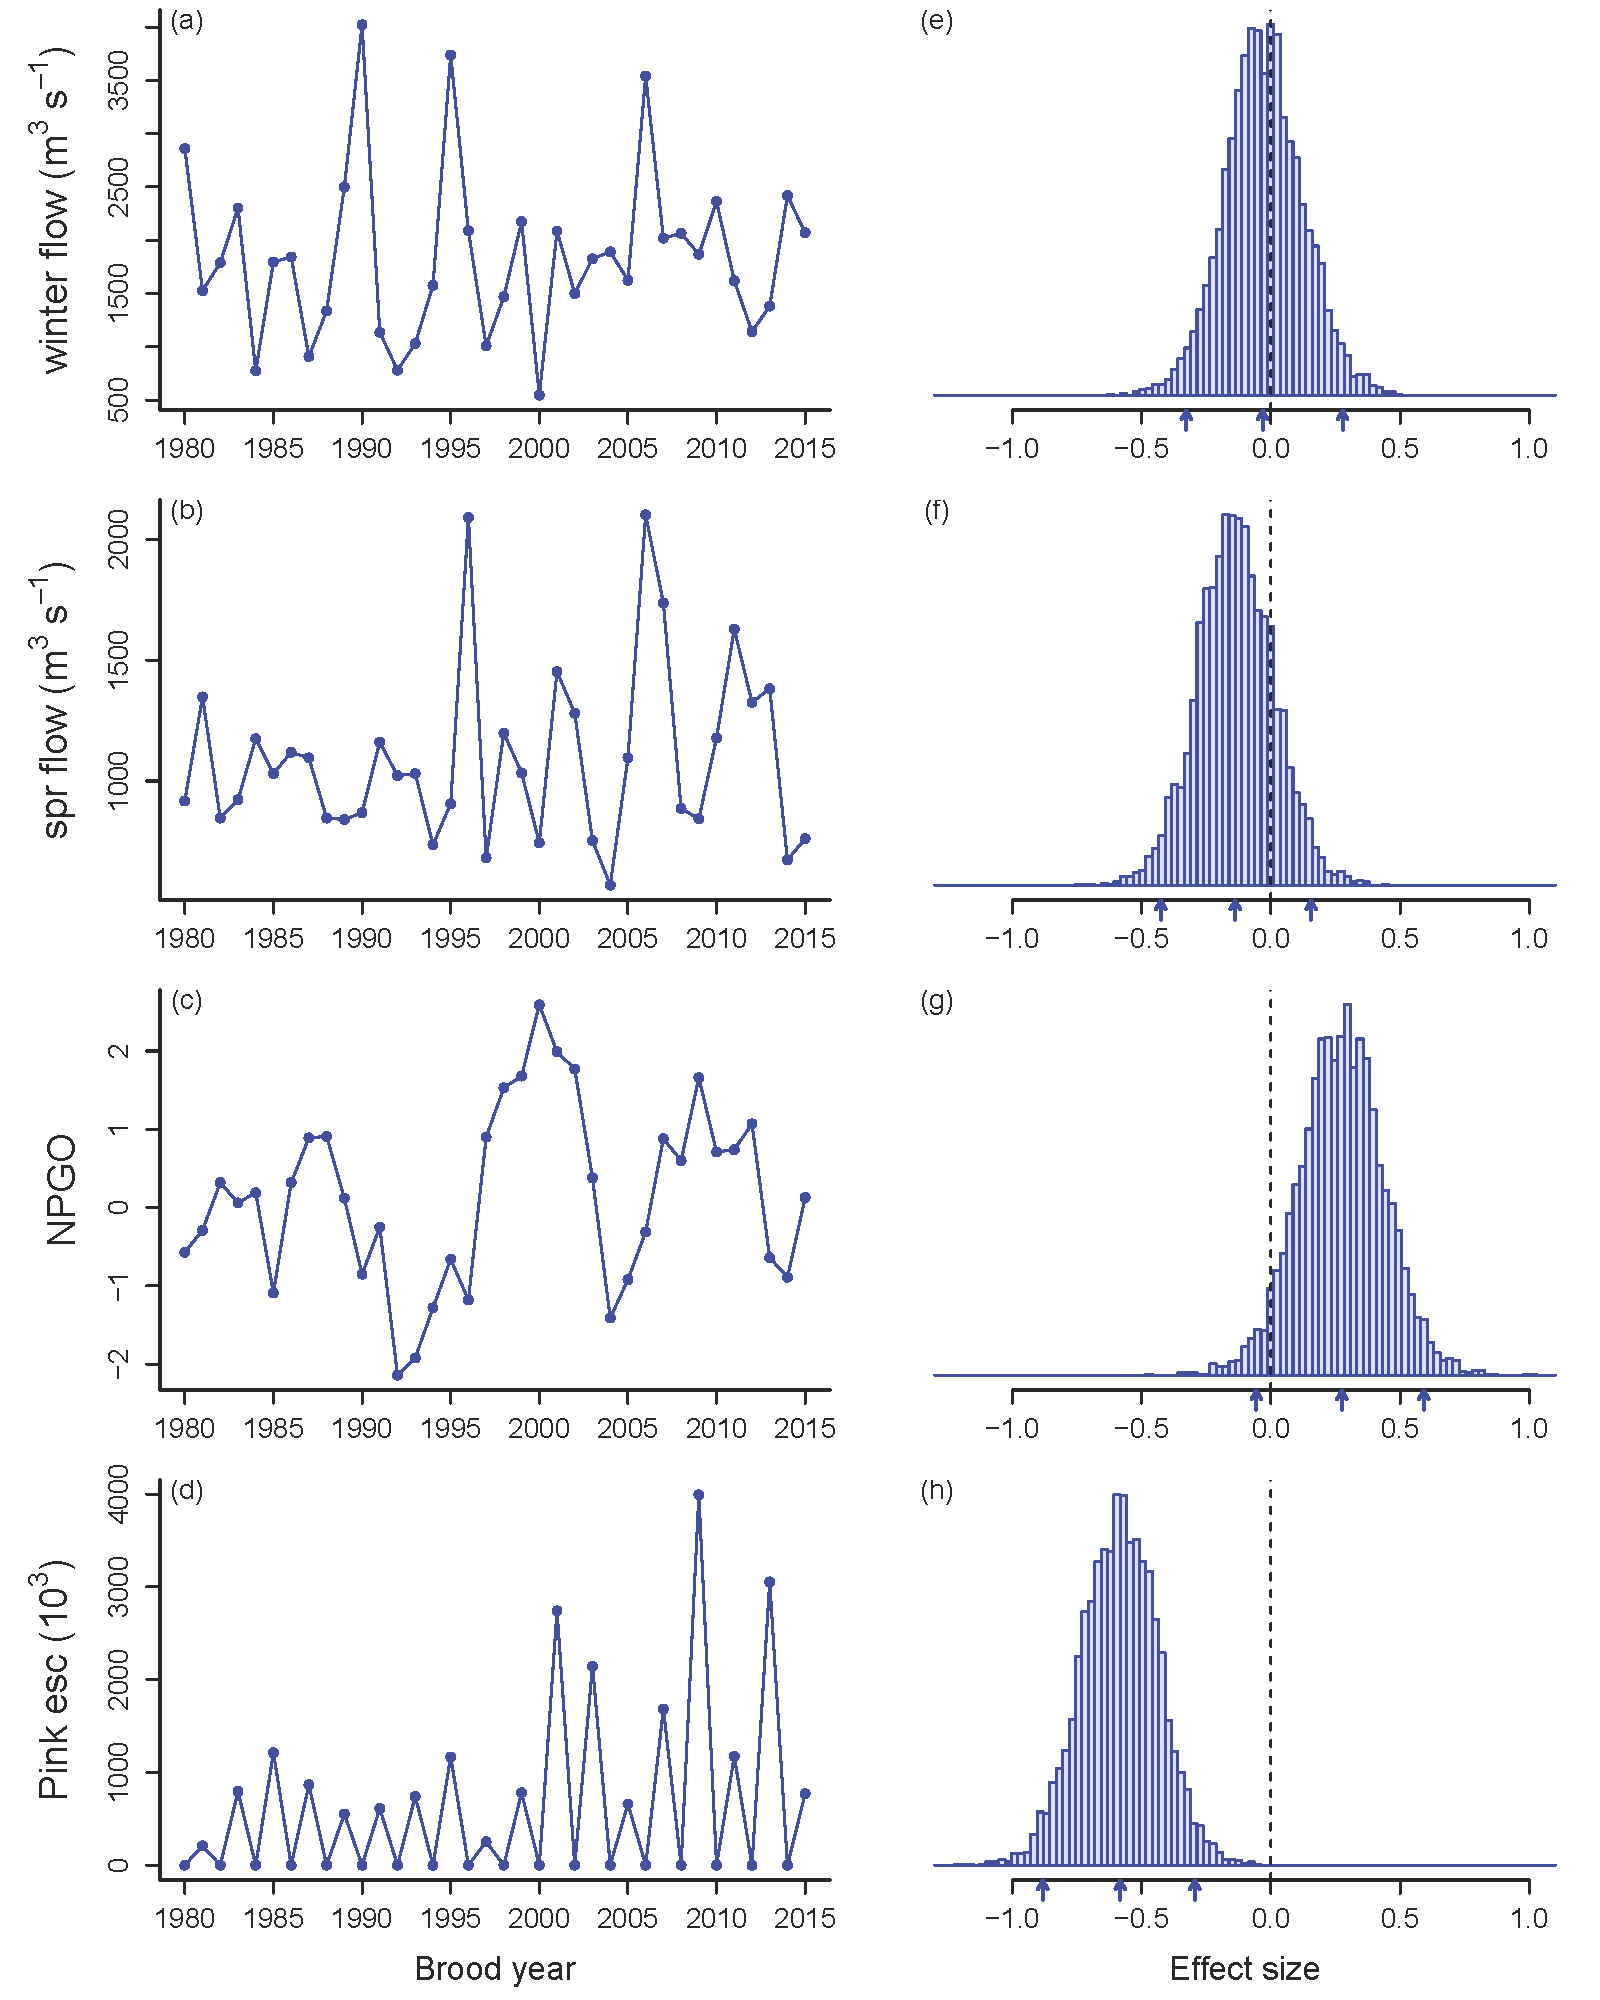 (a)
winter flow (m³ s⁻¹)
3500
2500
1500
500
1980 1985 1990 1995 2000 2005 2010 2015
(e)
−1.0 −0.5 0.0 0.5 1.0
(b)
spr flow (m³ s⁻¹)
2000
1500
1000
1980 1985 1990 1995 2000 2005 2010 2015
(f)
−1.0 −0.5 0.0 0.5 1.0
(c)
NPGO
2
1
0
−1
−2
1980 1985 1990 1995 2000 2005 2010 2015
(g)
−1.0 −0.5 0.0 0.5 1.0
(d)
Pink esc (10³)
4000
3000
2000
1000
0
1980 1985 1990 1995 2000 2005 2010 2015
Brood year
(h)
−1.0 −0.5 0.0 0.5 1.0
Effect size